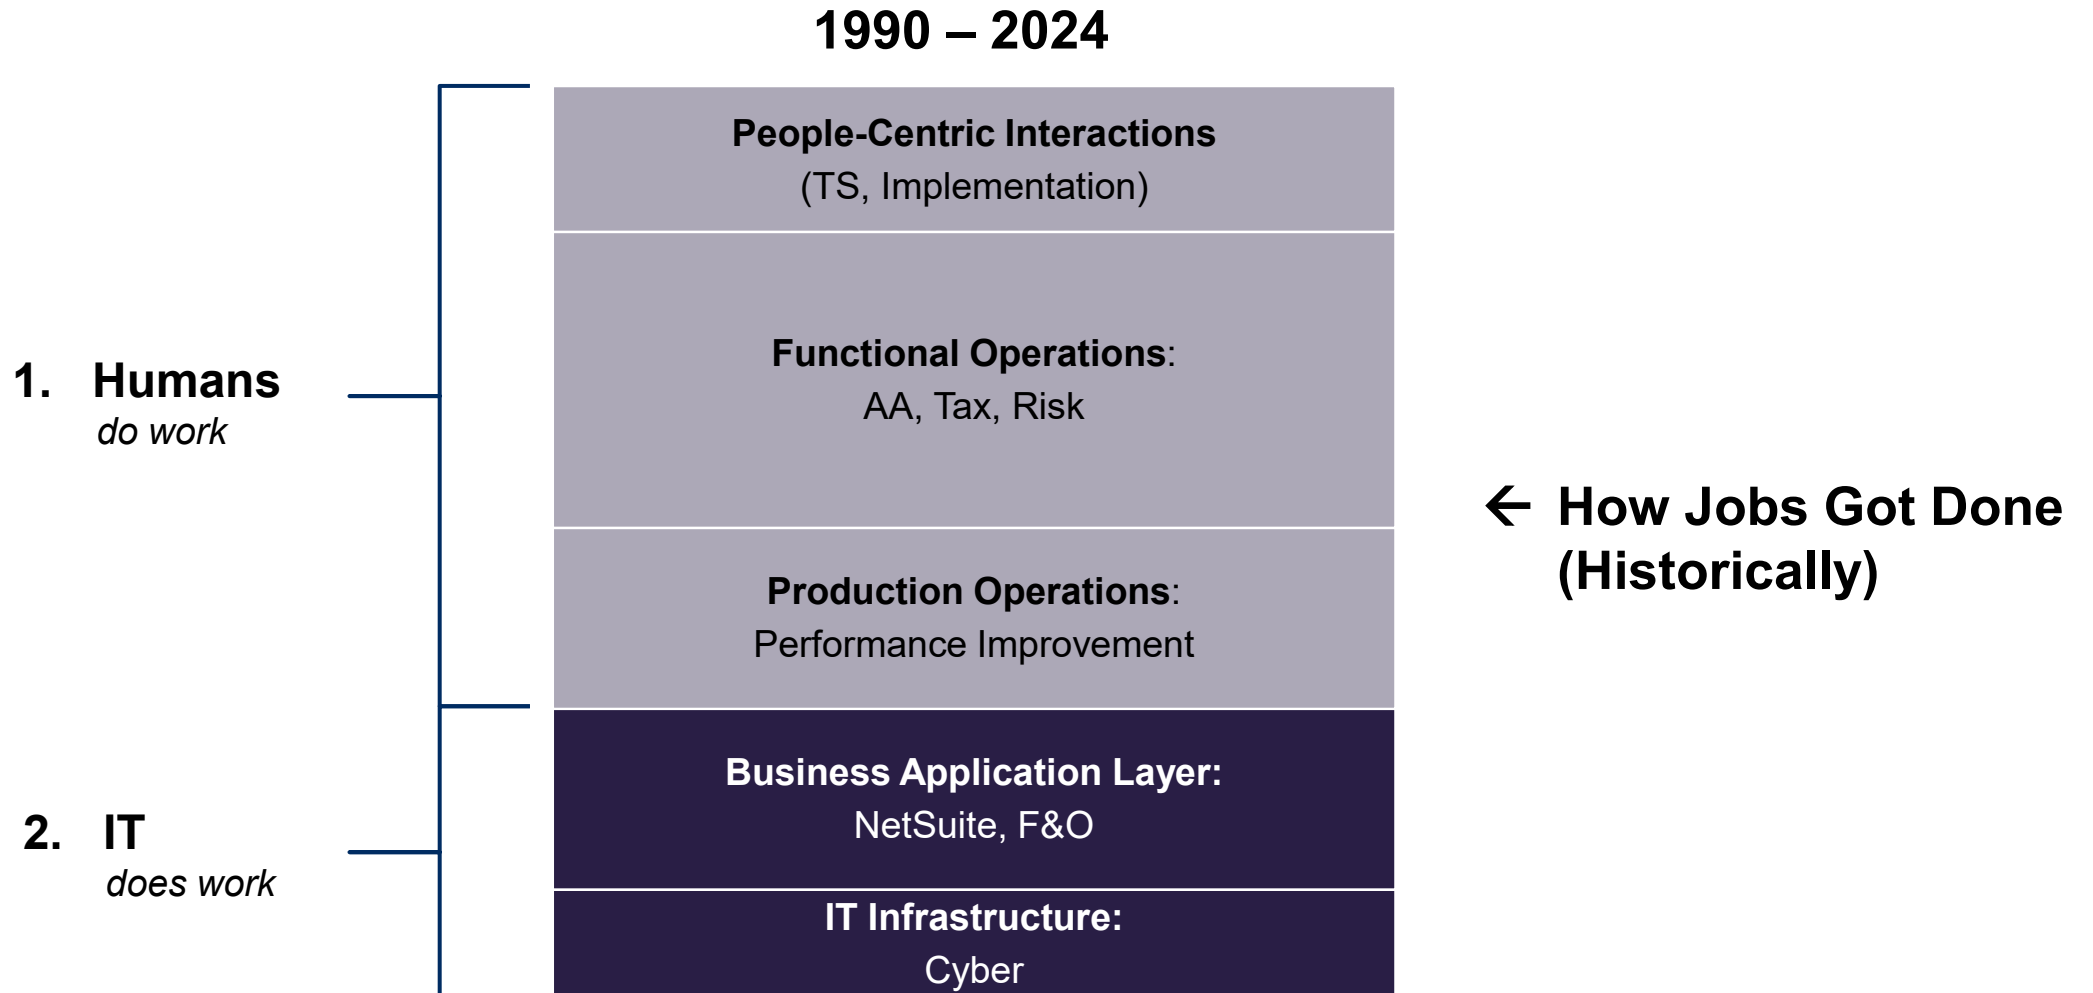 1990 – 2024
People-Centric Interactions
(TS, Implementation)
Functional Operations:
AA, Tax, Risk
1. Humans
do work
← How Jobs Got Done
(Historically)
Production Operations:
Performance Improvement
Business Application Layer:
NetSuite, F&O
2. IT
does work
IT Infrastructure:
Cyber